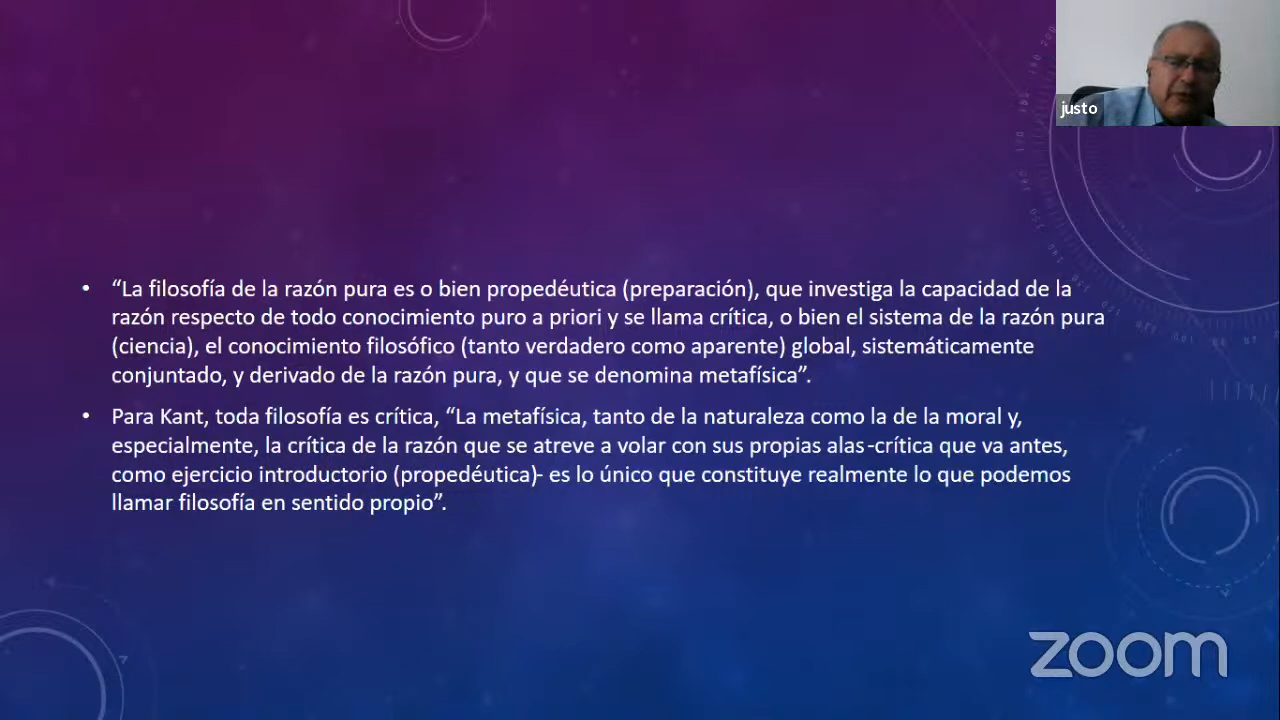 justo
• “La filosofía de la razón pura es o bien propedéutica (preparación), que investiga la capacidad de la
razón respecto de todo conocimiento puro a priori y se llama crítica, o bien el sistema de la razón pura
(ciencia), el conocimiento filosófico (tanto verdadero como aparente) global, sistemáticamente
conjuntado, y derivado de la razón pura, y que se denomina metafísica”.
• Para Kant, toda filosofía es crítica, “La metafísica, tanto de la naturaleza como la de la moral y,
especialmente, la crítica de la razón que se atreve a volar con sus propias alas-crítica que va antes,
como ejercicio introductorio (propedéutica)- es lo único que constituye realmente lo que podemos
llamar filosofía en sentido propio”.
zoom